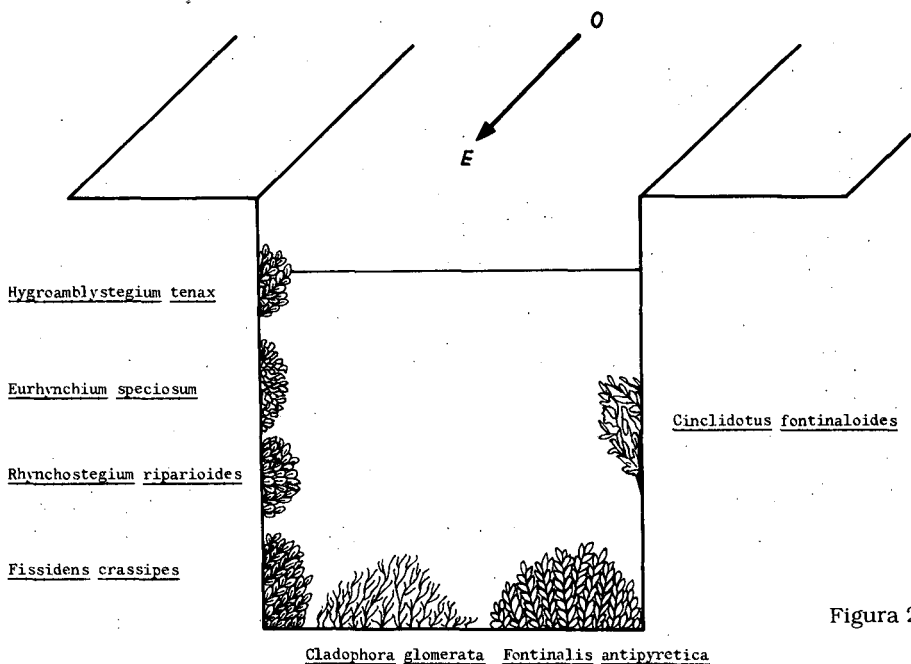 O
E
Hygroamblystegium tenax
Eurhynchium speciosum
Cinclidotus fontinaloides
Rhynchostegium riparioides
Fissidens crassipes
Figura 2
Cladophora glomerata Fontinalis antipyretica